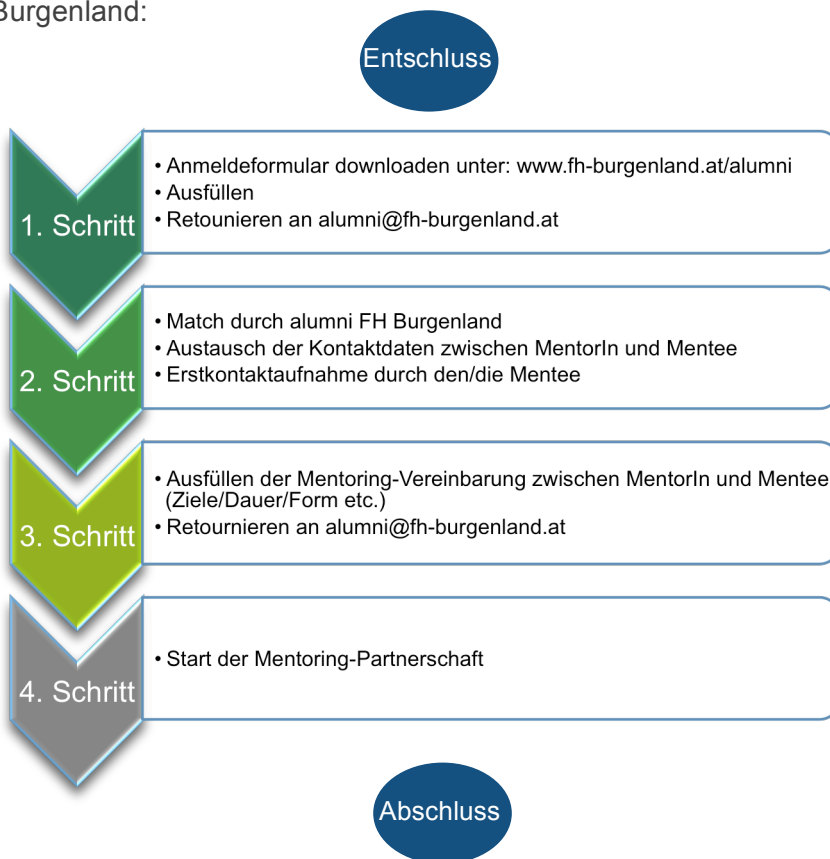 Burgenland:
Entschluss
1. Schritt
• Anmeldeformular downloaden unter: www.fh-burgenland.at/alumni
• Ausfüllen
• Retounieren an alumni@fh-burgenland.at
2. Schritt
• Match durch alumni FH Burgenland
• Austausch der Kontaktdaten zwischen MentorIn und Mentee
• Erstkontaktaufnahme durch den/die Mentee
3. Schritt
• Ausfüllen der Mentoring-Vereinbarung zwischen MentorIn und Mentee
(Ziele/Dauer/Form etc.)
• Retournieren an alumni@fh-burgenland.at
4. Schritt
• Start der Mentoring-Partnerschaft
Abschluss